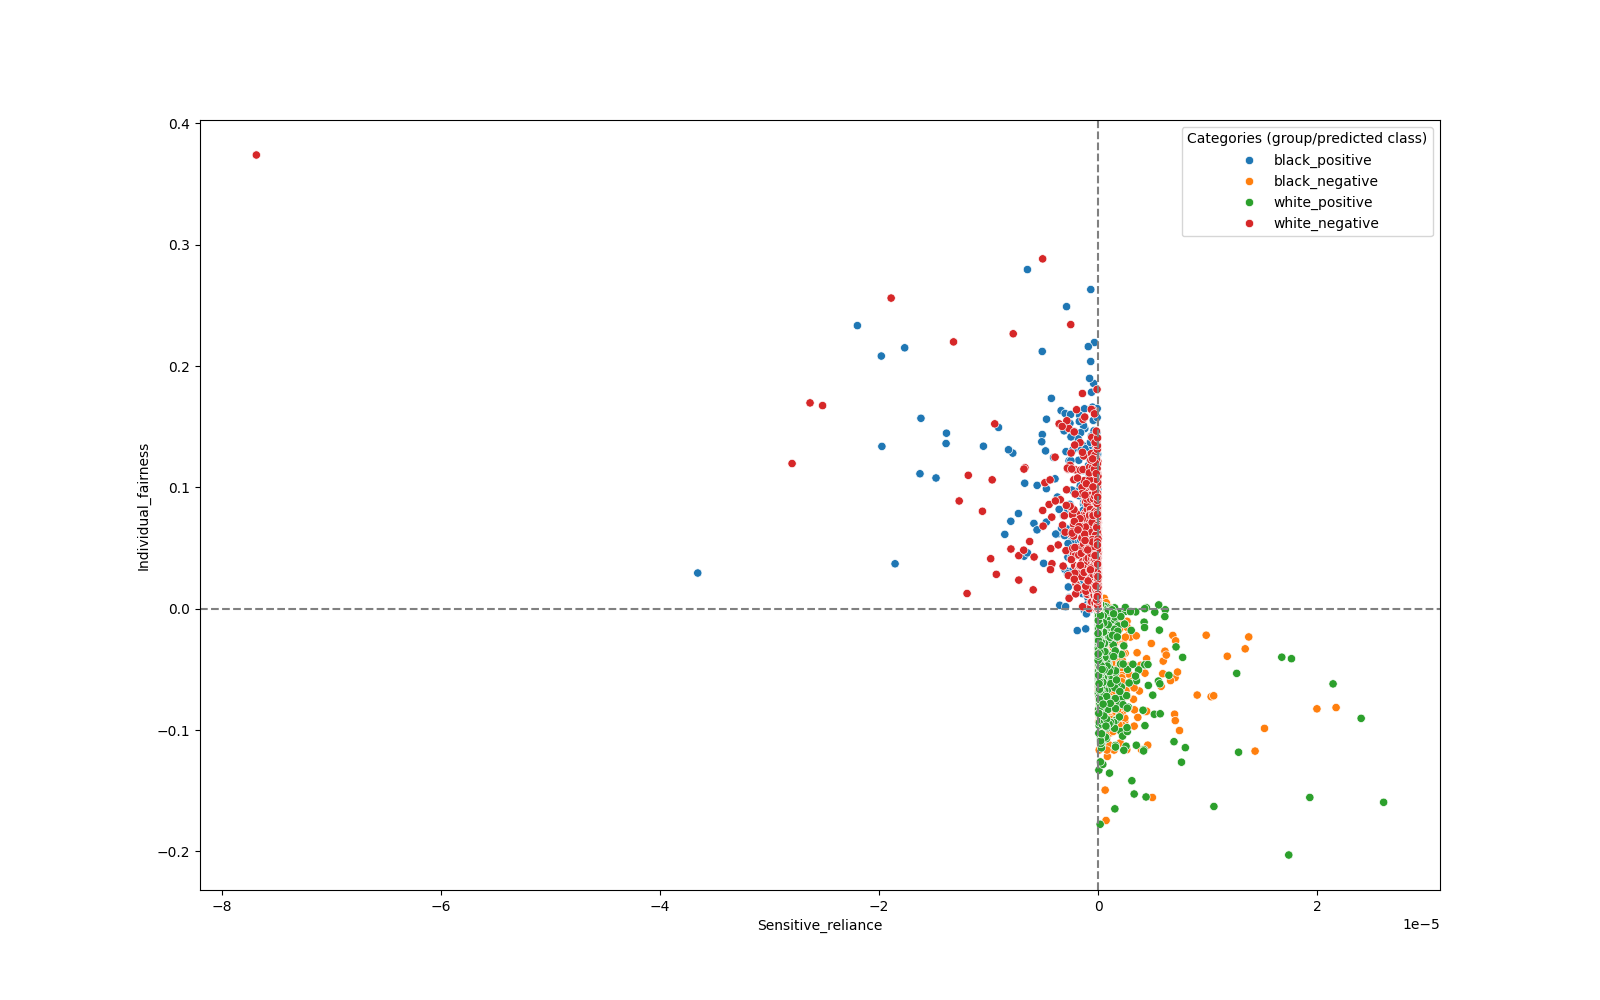 Categories (group/predicted class)
black_positive
black_negative
white_positive
white_negative
0.4
0.3
0.2
0.1
0.0
−0.1
−0.2
Individual_fairness
−8
−6
−4
−2
0
2
1e−5
Sensitive_reliance